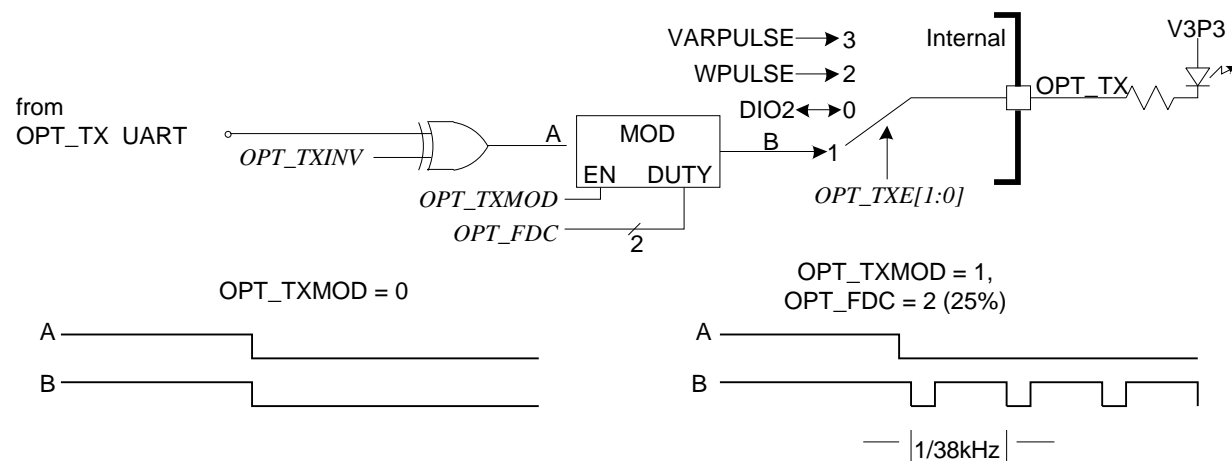 VARPULSE 3
Internal
V3P3
WPULSE 2
OPT_TX
from
OPT_TX UART
DIO2 0
A
MOD
B
1
OPT_TXINV
EN DUTY
OPT_TXMOD
OPT_TXE[1:0]
OPT_FDC
2
OPT_TXMOD = 0
OPT_TXMOD = 1,
OPT_FDC = 2 (25%)
A
B
A
B
1/38kHz